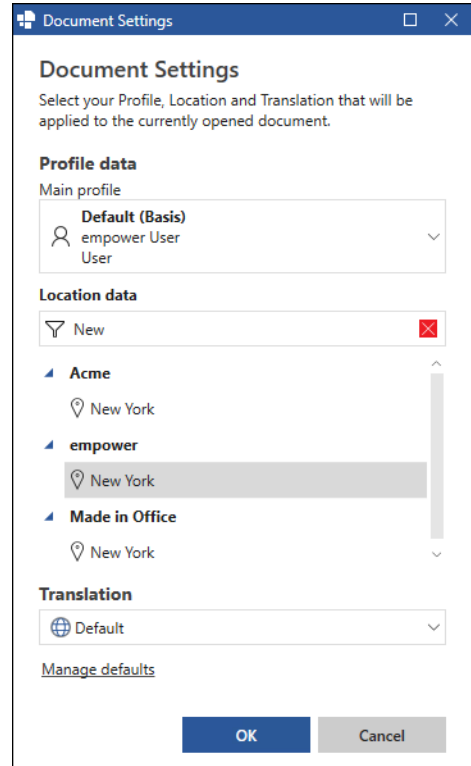 Document Settings
Document Settings
Select your Profile, Location and Translation that will be
applied to the currently opened document.
Profile data
Main profile
Default (Basis)
empower User
User
Location data
New
Acme
New York
empower
New York
Made in Office
New York
Translation
Default
Manage defaults
OK
Cancel